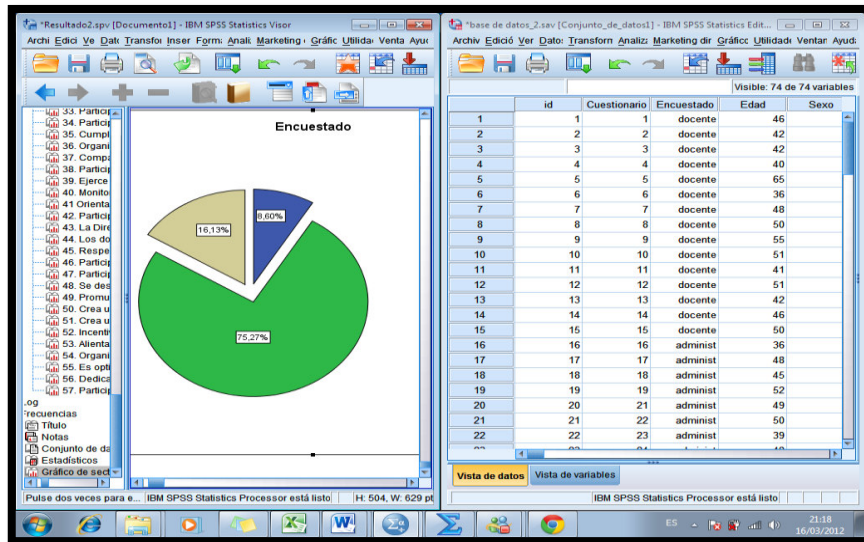 *Resultado2.spv [Documento1] - IBM SPSS Statistics Visor
Archi Edici Ve Dat Transfo Inser Form Anali Marketing Gráfic Utilida Venta Ayu
33. Particip
34. Particip
35. Cumpl
36. Organi
37. Compa
38. Particip
39. Ejerce
40. Monito
41 Orienta
42. Particip
43. La Dire
44. Los do
45. Respe
46. Particip
47. Particip
48. Se des
49. Promu
50. Crea u
51. Crea u
52. Incenti
53. Alienta
54. Organi
55. Es opti
56. Dedica
57. Particip
.og
Frecuencias
Título
Notas
Conjunto de da
Estadísticos
Gráfico de sect
Encuestado
16,13%
8,60%
75,27%
Pulse dos veces para e... IBM SPSS Statistics Processor está listo H: 504, W: 629 pt
*base de datos_2.sav [Conjunto_de_datos1] - IBM SPSS Statistics Edit...
Archiv Edició Ver Dato: Transform Analiza Marketing dir Gráfico Utilidade Ventan Ayuda
Visible: 74 de 74 variables
id Cuestionario Encuestado Edad Sexo
1 1 1 docente 46
2 2 2 docente 42
3 3 3 docente 42
4 4 4 docente 40
5 5 5 docente 65
6 6 6 docente 36
7 7 7 docente 48
8 8 8 docente 50
9 9 9 docente 55
10 10 10 docente 51
11 11 11 docente 41
12 12 12 docente 51
13 13 13 docente 42
14 14 14 docente 46
15 15 15 docente 50
16 16 16 administ 36
17 17 17 administ 48
18 18 18 administ 45
19 19 19 administ 52
20 20 21 administ 49
21 21 22 administ 50
22 22 23 administ 39
Vista de datos Vista de variables
IBM SPSS Statistics Processor está listo
ES 21:18
16/03/2012